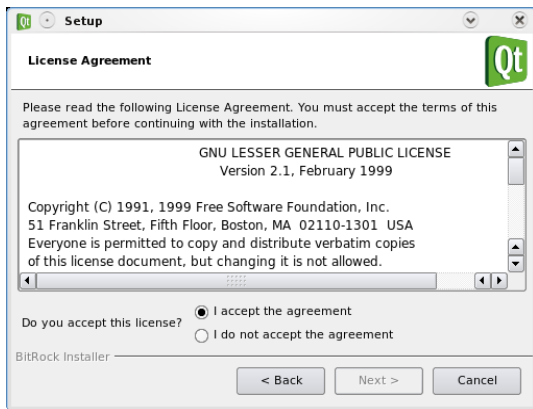 Qt Setup
License Agreement
Qt
Please read the following License Agreement. You must accept the terms of this
agreement before continuing with the installation.
GNU LESSER GENERAL PUBLIC LICENSE
Version 2.1, February 1999
Copyright (C) 1991, 1999 Free Software Foundation, Inc.
51 Franklin Street, Fifth Floor, Boston, MA 02110-1301 USA
Everyone is permitted to copy and distribute verbatim copies
of this license document, but changing it is not allowed.
Do you accept this license?
I accept the agreement
I do not accept the agreement
BitRock Installer
< Back Next > Cancel